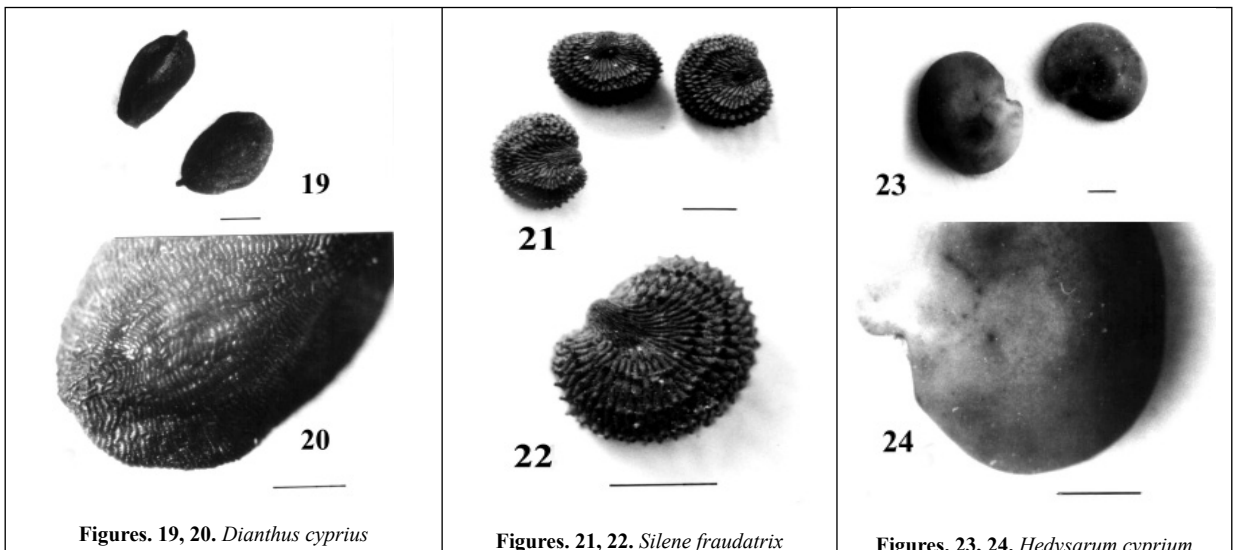 19
20
Figures. 19, 20. Dianthus cyprius
21
22
Figures. 21, 22. Silene fraudatrix
23
24
Figures. 23, 24. Hedysarum cyprium